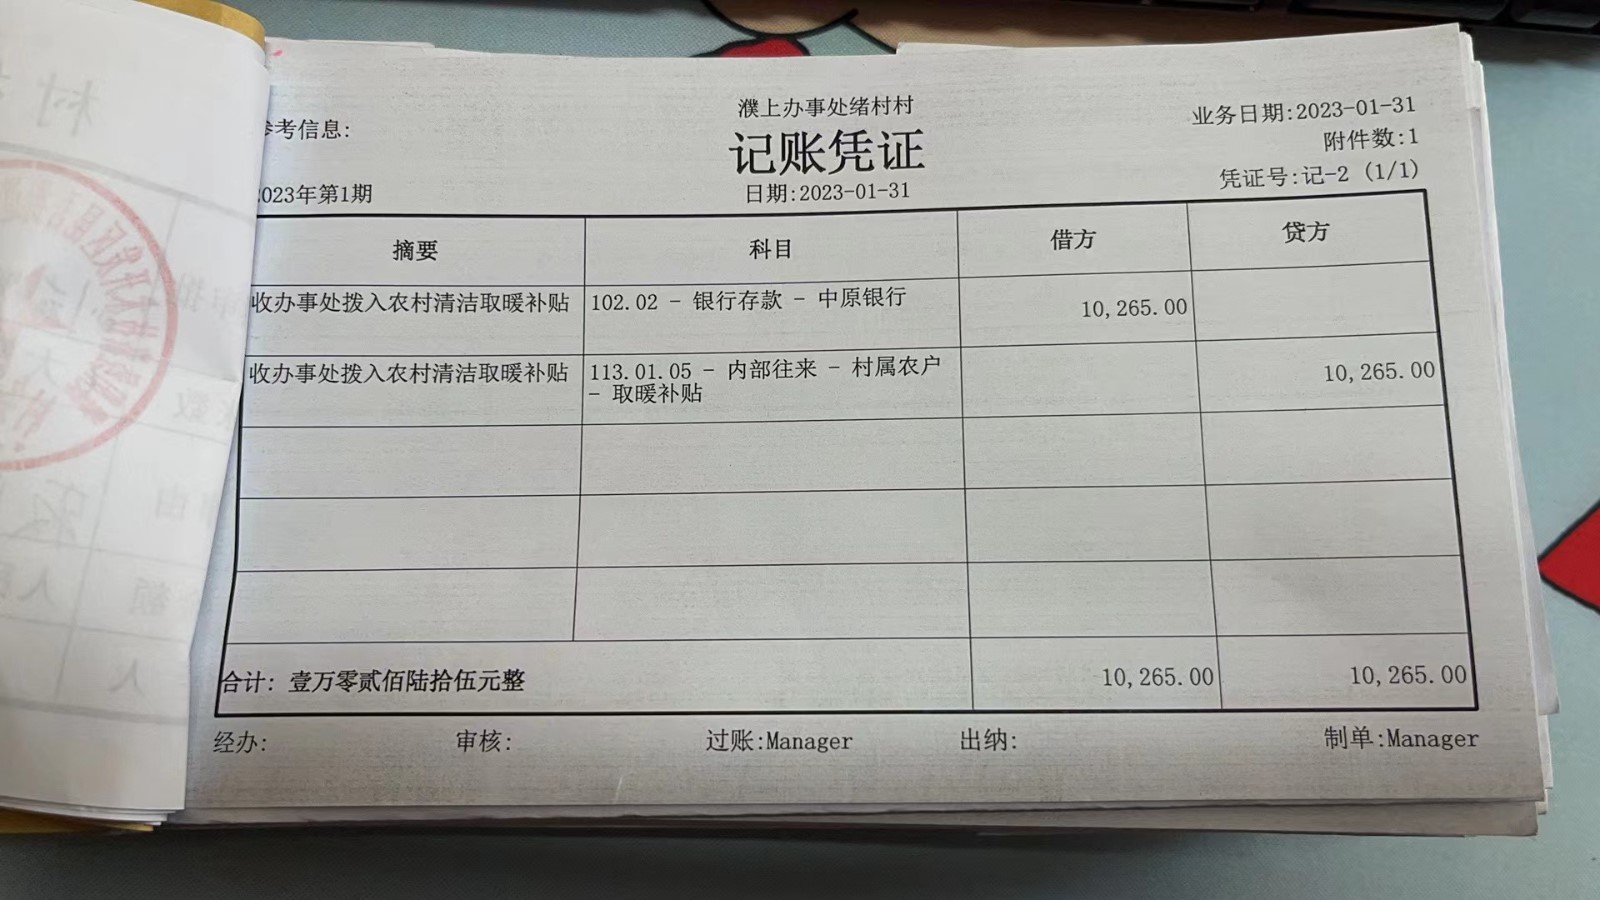 濮上办事处绪村村
参考信息:
业务日期:2023-01-31
记账凭证
附件数:1
2023年第1期
日期:2023-01-31
凭证号:记-2 (1/1)
摘要 科目 借方 贷方
收办事处拨入农村清洁取暖补贴 102.02 - 银行存款 - 中原银行 10,265.00
收办事处拨入农村清洁取暖补贴 113.01.05 - 内部往来 - 村属农户 10,265.00
- 取暖补贴
合计: 壹万零贰佰陆拾伍元整 10,265.00 10,265.00
经办: 审核: 过账:Manager 出纳: 制单:Manager